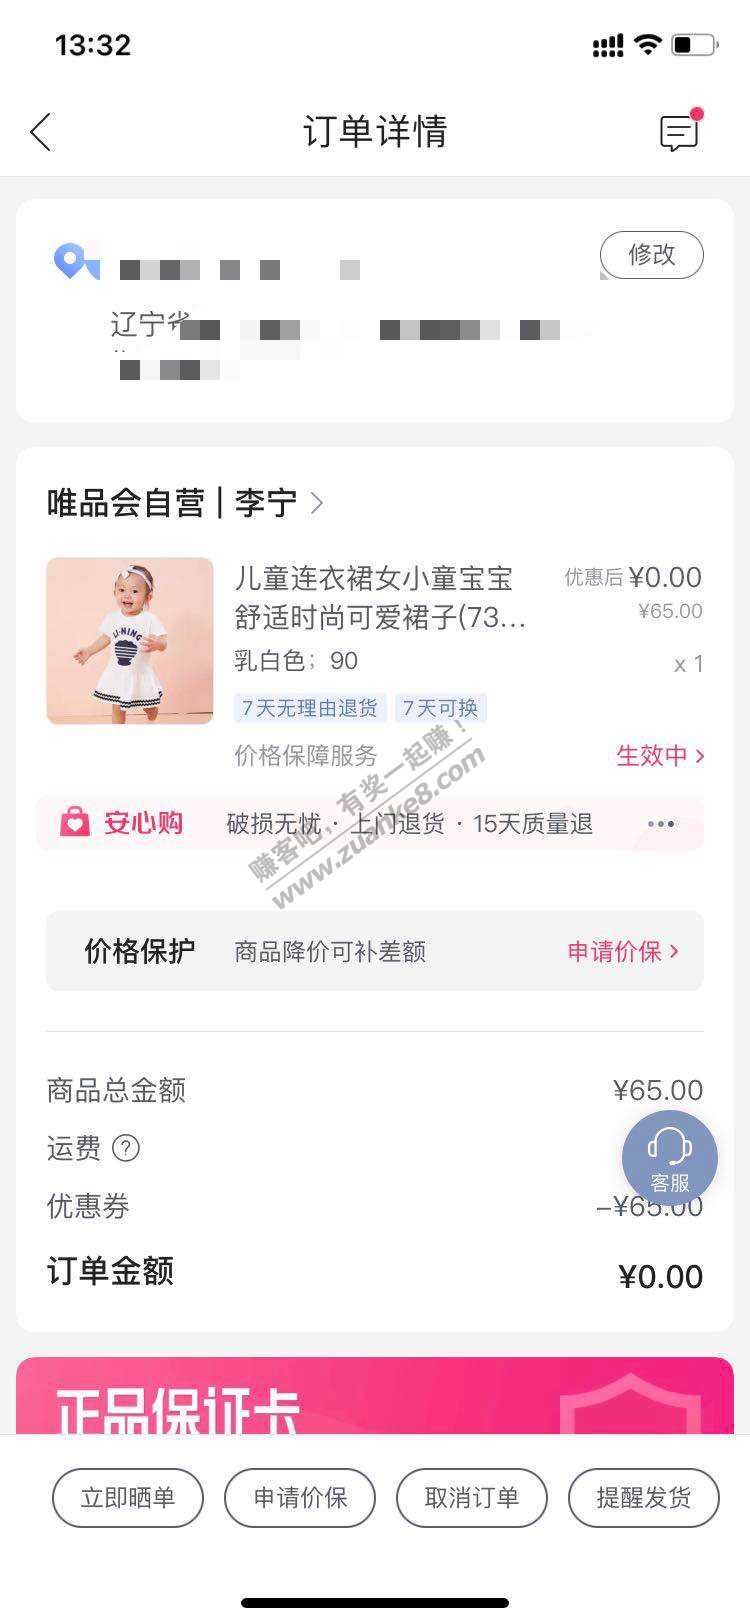 13:32
订单详情
修改
辽宁省
唯品会自营 | 李宁
儿童连衣裙女小童宝宝
优惠后 ¥0.00
舒适时尚可爱裙子(73...
¥65.00
乳白色；90
x 1
7天无理由退货 7天可换
价格保障服务
生效中
LI-NING
安心购 破损无忧 · 上门退货 · 15天质量退 ...
赚客吧，有奖一起赚！
www.zuanke8.com
价格保护 商品降价可补差额 申请价保
商品总金额 ¥65.00
运费 ?
客服
优惠券 -¥65.00
订单金额 ¥0.00
正品保证卡
立即晒单 申请价保 取消订单 提醒发货